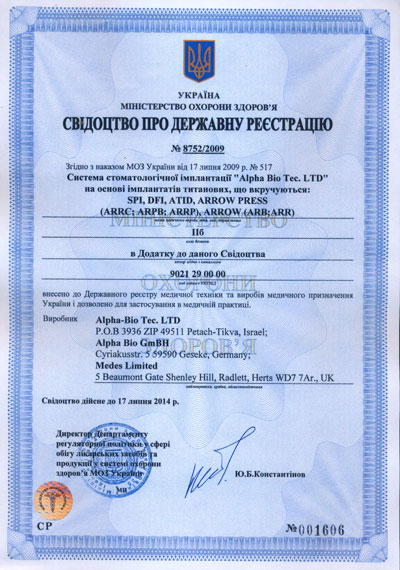 УКРАЇНА
МІНІСТЕРСТВО ОХОРОНИ ЗДОРОВ'Я
СВІДОЦТВО ПРО ДЕРЖАВНУ РЕЄСТРАЦІЮ
№ 8752/2009
Згідно з наказом МОЗ України від 17 липня 2009 р. № 517
Система стоматологічної імплантації "Alpha Bio Tec. LTD"
на основі імплантатів титанових, що вкручуються:
SPI, DFI, ATID, ARROW PRESS
(ARRC; ARPB; ARRP), ARROW (ARB;ARR)
МІНІСТЕРСТВО
ІІб
в Додатку до даного Свідоцтва
9021 29 00 00
ОХОРОНИ
внесено до Державного реєстру медичної техніки та виробів медичного призначення
України і дозволено для застосування в медичній практиці.
ЗДОРОВ'Я
Виробник Alpha-Bio Tec. LTD
P.O.B 3936 ZIP 49511 Petach-Tikva, Israel;
Alpha Bio GmBH
Cyriakusstr. 5 59590 Geseke, Germany;
Medes Limited
5 Beaumont Gate Shenley Hill, Radlett, Herts WD7 7Ar., UK
Свідоцтво дійсне до 17 липня 2014 р.
Директор Департаменту
регуляторної політики у сфері
обігу лікарських засобів та
продукції у системі охорони
здоров'я МОЗ України
Ю.Б.Константінов
МП
СР
№001606